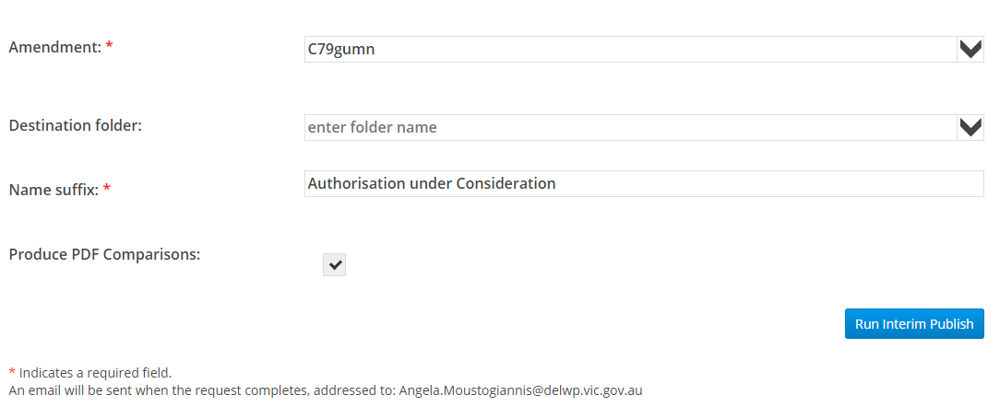 Amendment: *
C79gumn
Destination folder:
enter folder name
Name suffix: *
Authorisation under Consideration
Produce PDF Comparisons:
Run Interim Publish
* Indicates a required field.
An email will be sent when the request completes, addressed to: Angela.Moustogiannis@delwp.vic.gov.au